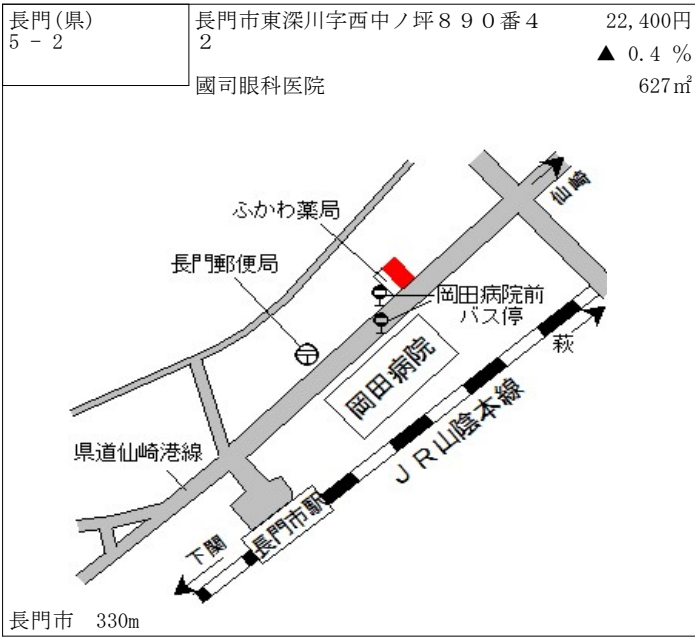 長門(県)
5－2
長門市東深川字西中ノ坪８９０番４
２
國司眼科医院
22,400円
▲ 0.4 %
627㎡
仙崎
ふかわ薬局
長門郵便局
岡田病院前
バス停
萩
岡田病院
ＪＲ山陰本線
県道仙崎港線
長門市駅
下関
長門市　330m